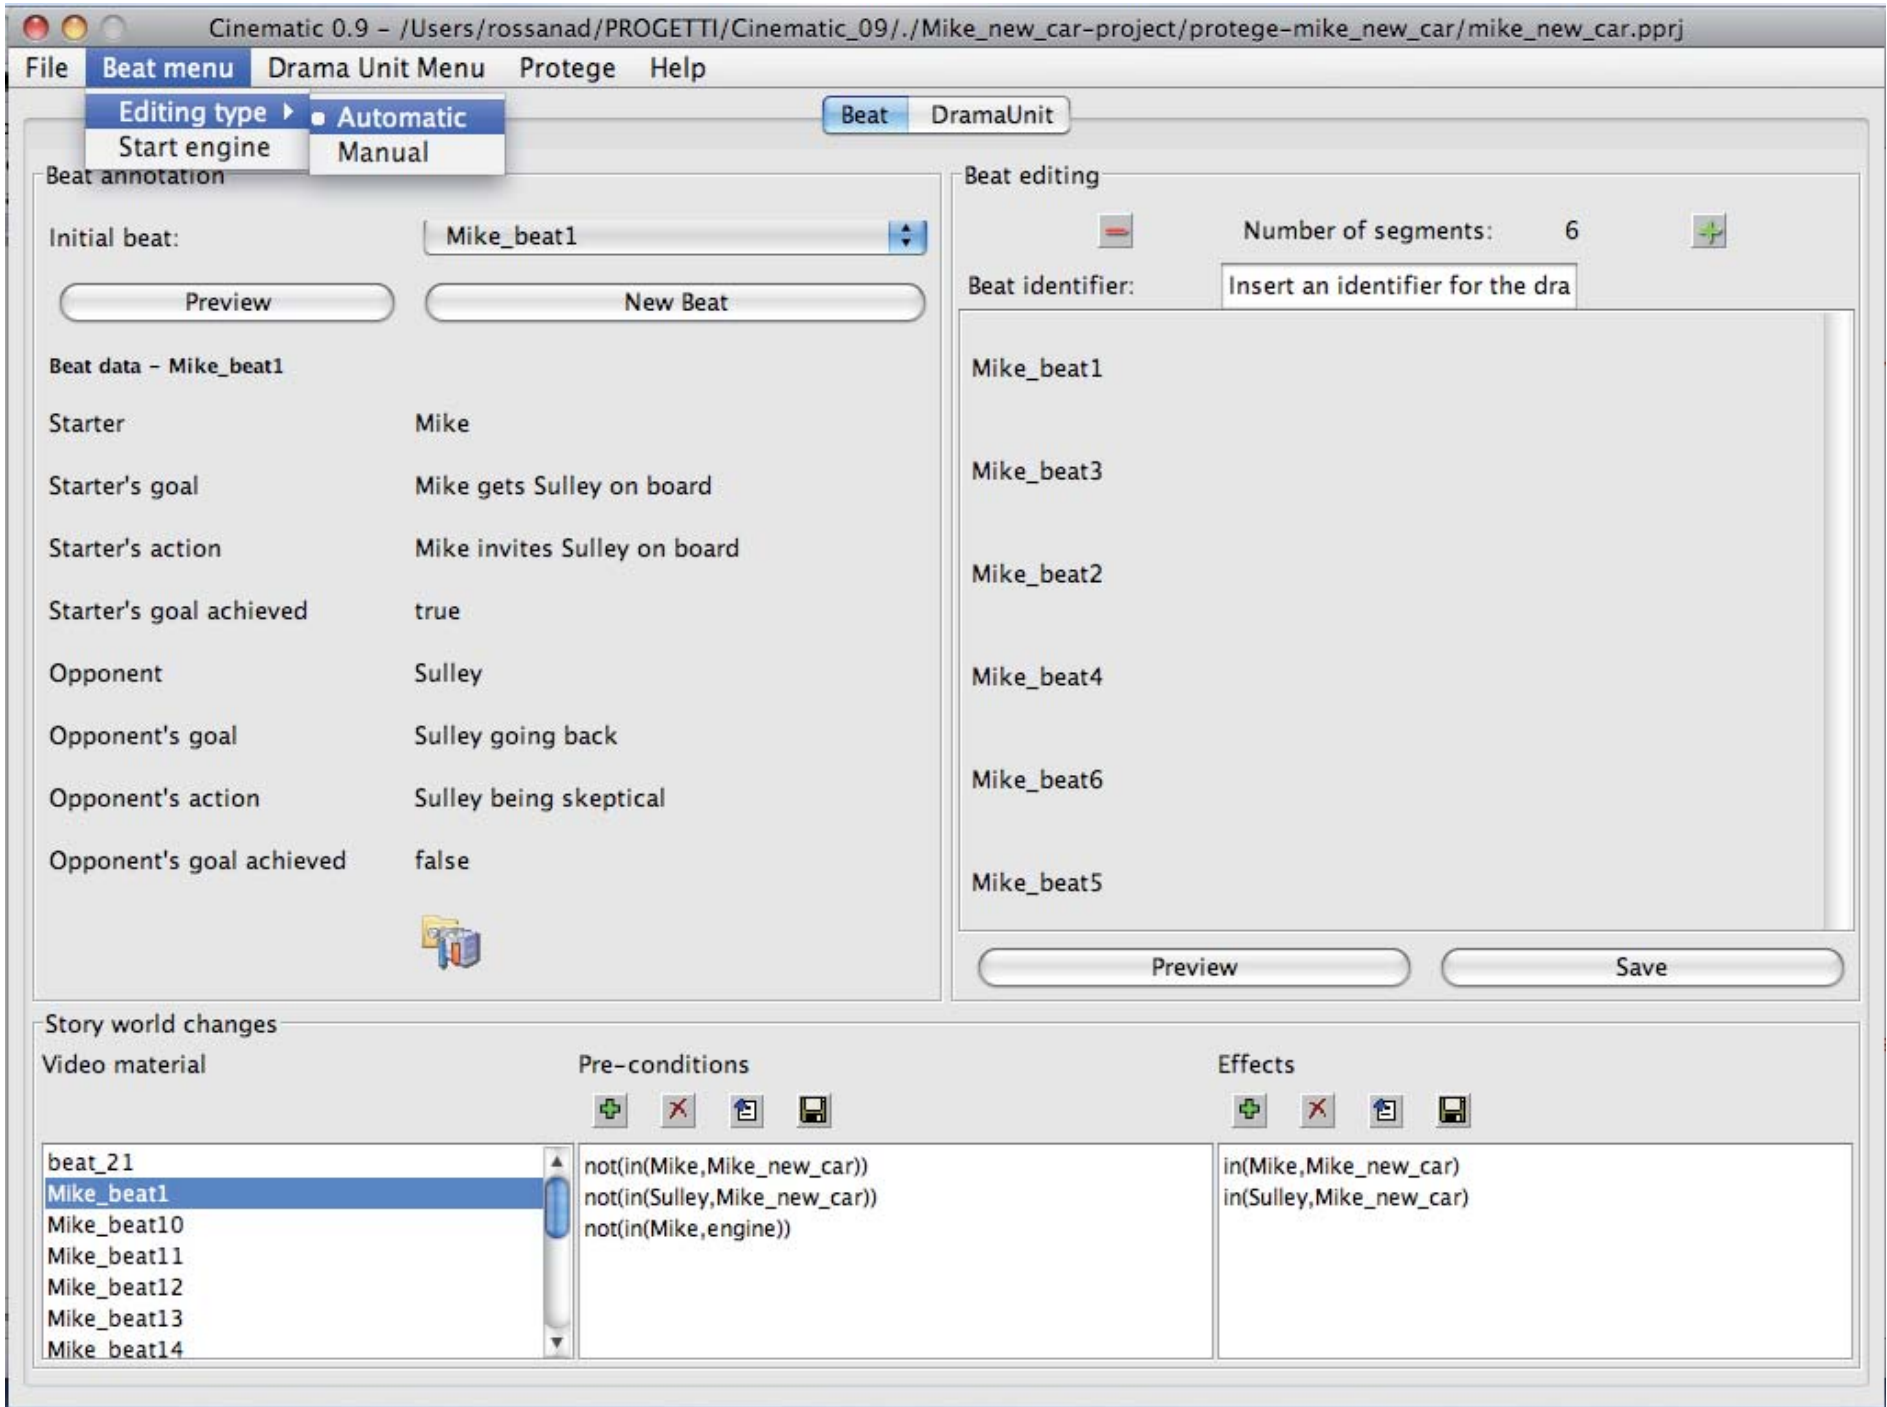 Cinematic 0.9 – /Users/rossanad/PROGETTI/Cinematic_09/./Mike_new_car-project/protege-mike_new_car/mike_new_car.pprj
File Beat menu Drama Unit Menu Protege Help
Editing type
Start engine
Automatic
Manual
Beat DramaUnit
Beat annotation
Initial beat: Mike_beat1
Preview New Beat
Beat data – Mike_beat1
Starter Mike
Starter's goal Mike gets Sulley on board
Starter's action Mike invites Sulley on board
Starter's goal achieved true
Opponent Sulley
Opponent's goal Sulley going back
Opponent's action Sulley being skeptical
Opponent's goal achieved false
Beat editing
Number of segments: 6
Beat identifier: Insert an identifier for the dra
Mike_beat1
Mike_beat3
Mike_beat2
Mike_beat4
Mike_beat6
Mike_beat5
Preview Save
Story world changes
Video material
beat_21
Mike_beat1
Mike_beat10
Mike_beat11
Mike_beat12
Mike_beat13
Mike_beat14
Pre-conditions
not(in(Mike,Mike_new_car))
not(in(Sulley,Mike_new_car))
not(in(Mike,engine))
Effects
in(Mike,Mike_new_car)
in(Sulley,Mike_new_car)